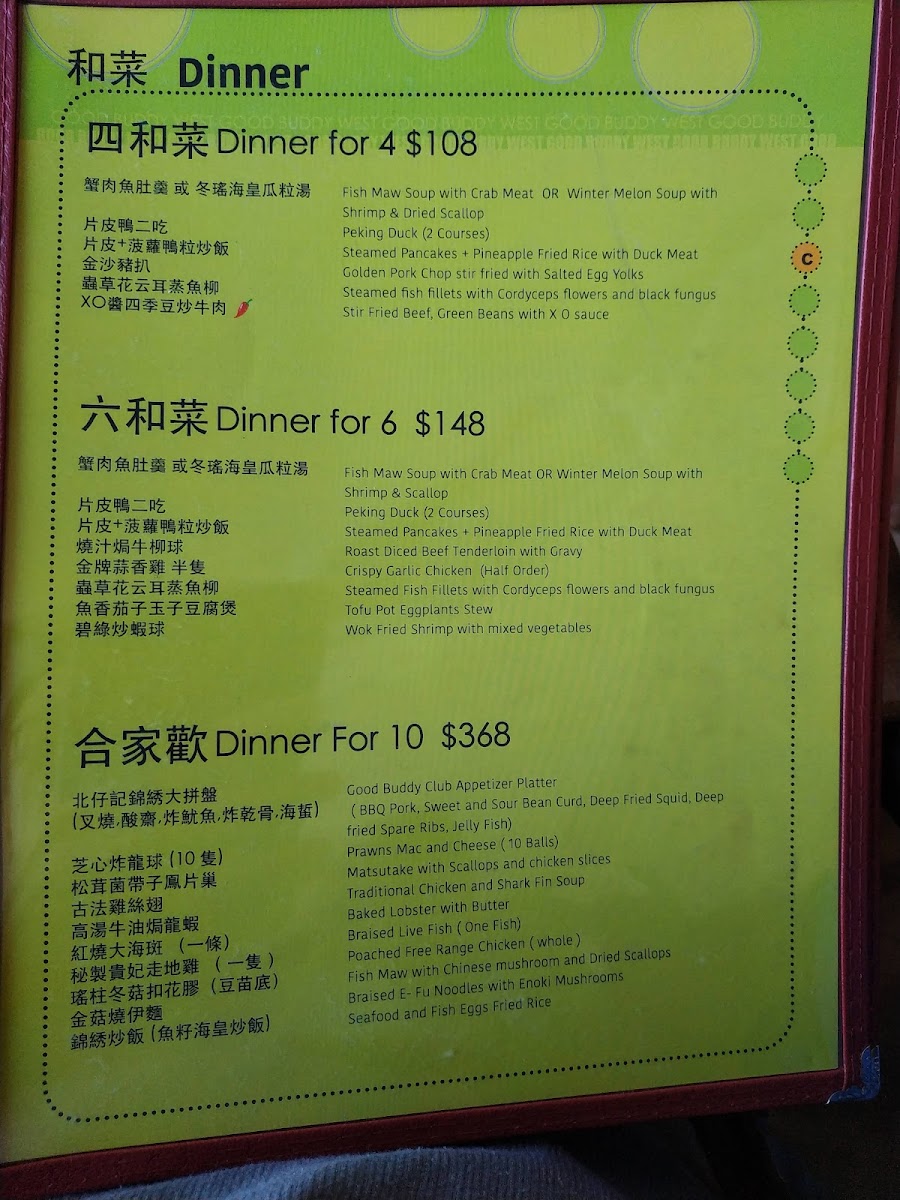 和菜 Dinner
四和菜 Dinner for 4 $108
蟹肉魚肚羹 或 冬瑤海皇瓜粒湯
Fish Maw Soup with Crab Meat OR Winter Melon Soup with
Shrimp & Dried Scallop
片皮鴨二吃
Peking Duck (2 Courses)
片皮+菠蘿鴨粒炒飯
Steamed Pancakes + Pineapple Fried Rice with Duck Meat
金沙豬扒
Golden Pork Chop stir fried with Salted Egg Yolks
蟲草花云耳蒸魚柳
Steamed fish fillets with Cordyceps flowers and black fungus
XO醬四季豆炒牛肉
Stir Fried Beef, Green Beans with X O sauce
C
六和菜 Dinner for 6 $148
蟹肉魚肚羹 或冬瑤海皇瓜粒湯
Fish Maw Soup with Crab Meat OR Winter Melon Soup with
Shrimp & Scallop
片皮鴨二吃
Peking Duck (2 Courses)
片皮+菠蘿鴨粒炒飯
Steamed Pancakes + Pineapple Fried Rice with Duck Meat
燒汁焗牛柳球
Roast Diced Beef Tenderloin with Gravy
金牌蒜香雞 半隻
Crispy Garlic Chicken (Half Order)
蟲草花云耳蒸魚柳
Steamed Fish Fillets with Cordyceps flowers and black fungus
魚香茄子玉子豆腐煲
Tofu Pot Eggplants Stew
碧綠炒蝦球
Wok Fried Shrimp with mixed vegetables
合家歡 Dinner For 10 $368
北仔記錦綉大拼盤
Good Buddy Club Appetizer Platter
(叉燒,酸齋,炸魷魚,炸乾骨,海蜇)
( BBQ Pork, Sweet and Sour Bean Curd, Deep Fried Squid, Deep
fried Spare Ribs, Jelly Fish)
芝心炸龍球 (10 隻)
Prawns Mac and Cheese ( 10 Balls)
松茸菌帶子鳳片巢
Matsutake with Scallops and chicken slices
古法雞絲翅
Traditional Chicken and Shark Fin Soup
高湯牛油焗龍蝦
Baked Lobster with Butter
紅燒大海斑 (一條)
Braised Live Fish ( One Fish)
秘製貴妃走地雞 ( 一隻 )
Poached Free Range Chicken ( whole )
瑤柱冬菇扣花膠 (豆苗底)
Fish Maw with Chinese mushroom and Dried Scallops
金菇燒伊麵
Braised E- Fu Noodles with Enoki Mushrooms
錦綉炒飯 (魚籽海皇炒飯)
Seafood and Fish Eggs Fried Rice